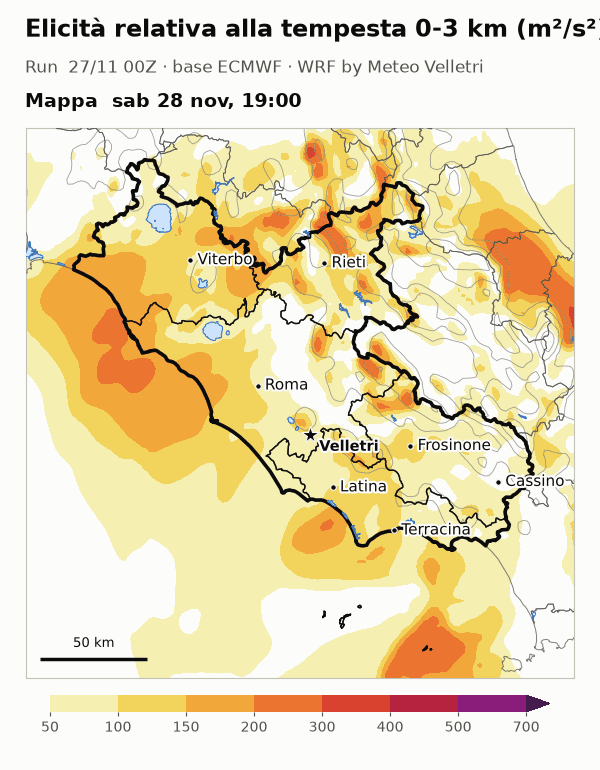 Elicità relativa alla tempesta 0-3 km (m²/s²)
Run 27/11 00Z · base ECMWF · WRF by Meteo Velletri
Mappa sab 28 nov, 19:00
Viterbo
Rieti
Roma
Velletri
Frosinone
Cassino
Latina
Terracina
50 km
50 100 150 200 300 400 500 700